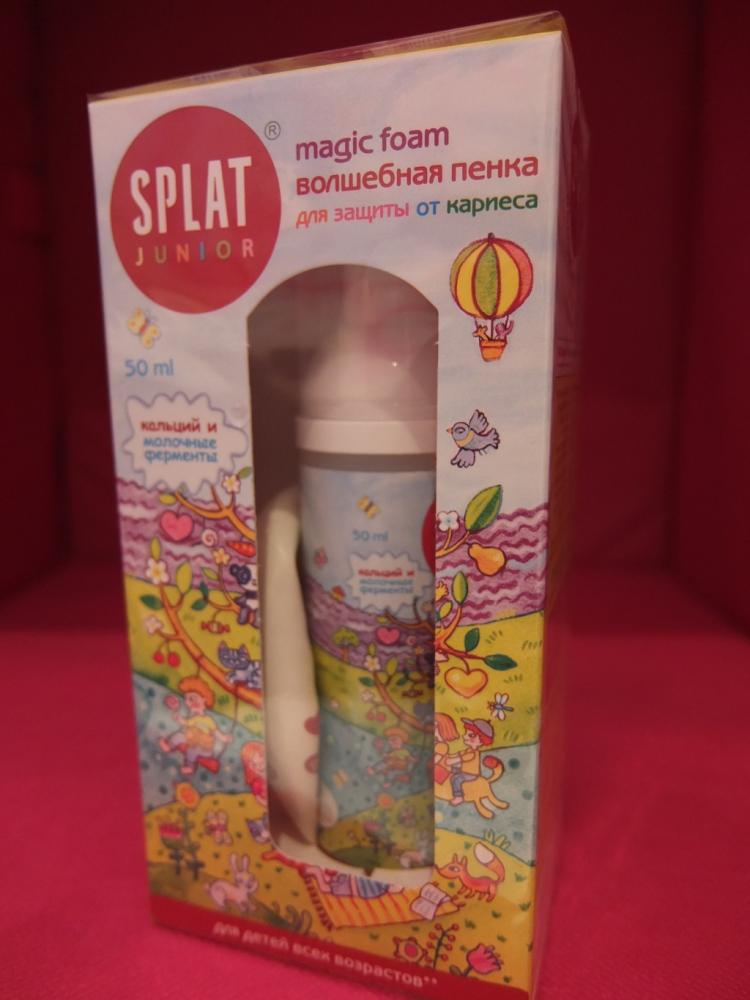 SPLAT
JUNIOR
®
magic foam
волшебная пенка
для защиты от кариеса
50 ml
кальций и
молочные
ферменты
50 ml
кальций и
молочные
ферменты
для детей всех возрастов**